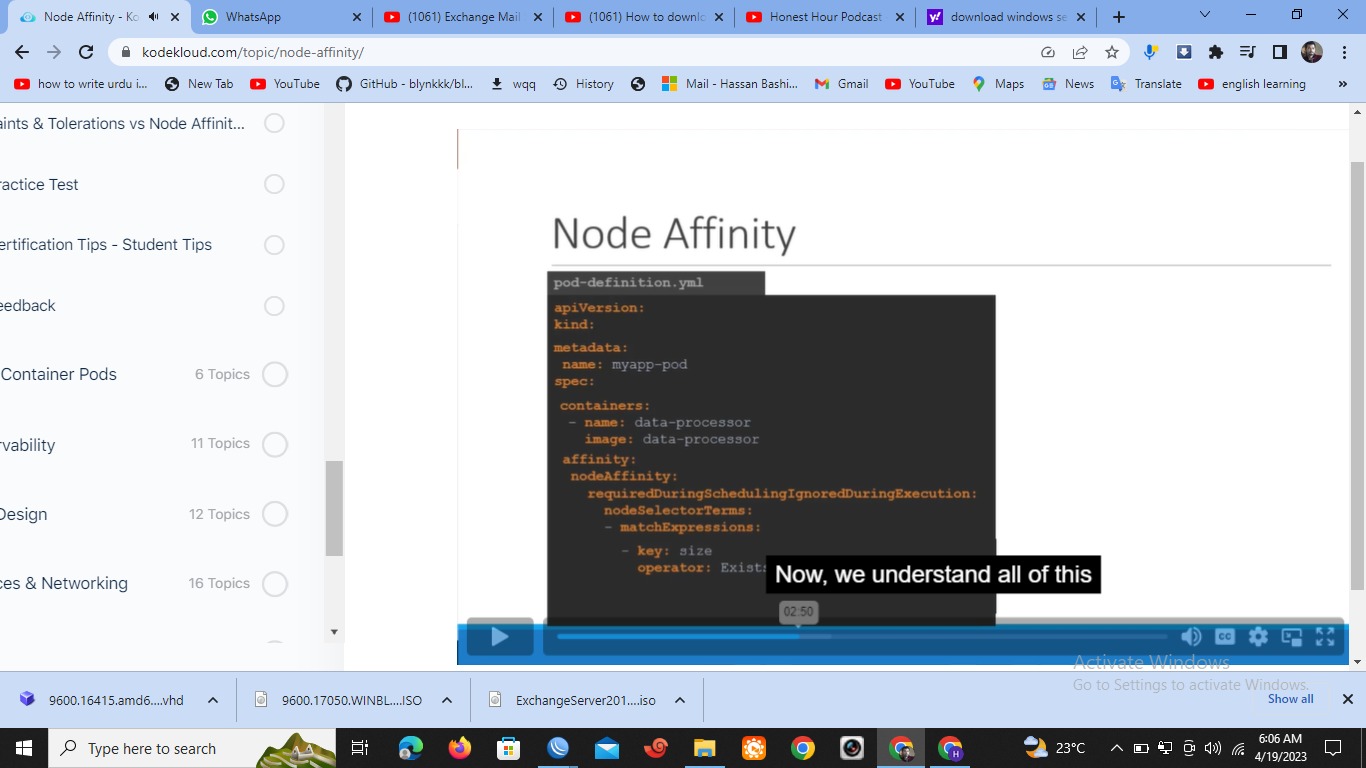 Node Affinity - Ko
WhatsApp
(1061) Exchange Mail
(1061) How to downlo
Honest Hour Podcast
download windows se
kodekloud.com/topic/node-affinity/
how to write urdu i...
New Tab
YouTube
GitHub - blynkkk/bl...
wqq
History
Mail - Hassan Bashi...
Gmail
YouTube
Maps
News
Translate
english learning
»
aints & Tolerations vs Node Affinit...
ractice Test
ertification Tips - Student Tips
eedback
Container Pods 6 Topics
rvability 11 Topics
Design 12 Topics
ces & Networking 16 Topics
Node Affinity
pod-definition.yml
apiVersion:
kind:
metadata:
name: myapp-pod
spec:
containers:
- name: data-processor
image: data-processor
affinity:
nodeAffinity:
requiredDuringSchedulingIgnoredDuringExecution:
nodeSelectorTerms:
- matchExpressions:
- key: size
operator: Exists
Now, we understand all of this
02:50
CC
Activate Windows
Go to Settings to activate Windows.
9600.16415.amd6....vhd
9600.17050.WINBL....ISO
ExchangeServer201....iso
Show all
Type here to search
H
23°C
6:06 AM
4/19/2023